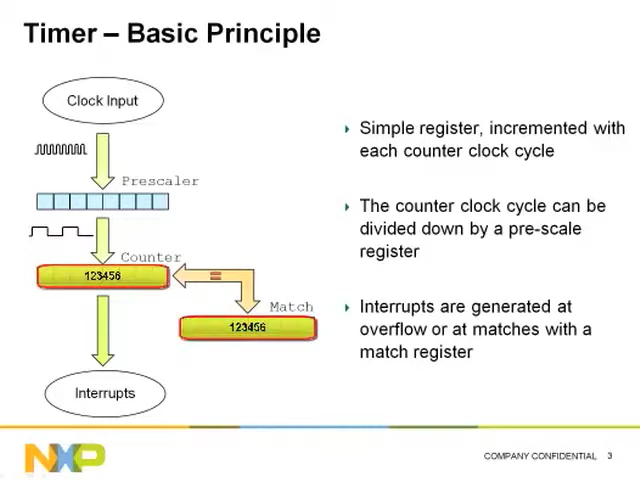 Timer – Basic Principle
Clock Input
Prescaler
Counter
123456
=
Match
123456
Interrupts
Simple register, incremented with
each counter clock cycle
The counter clock cycle can be
divided down by a pre-scale
register
Interrupts are generated at
overflow or at matches with a
match register
NXP
COMPANY CONFIDENTIAL 3